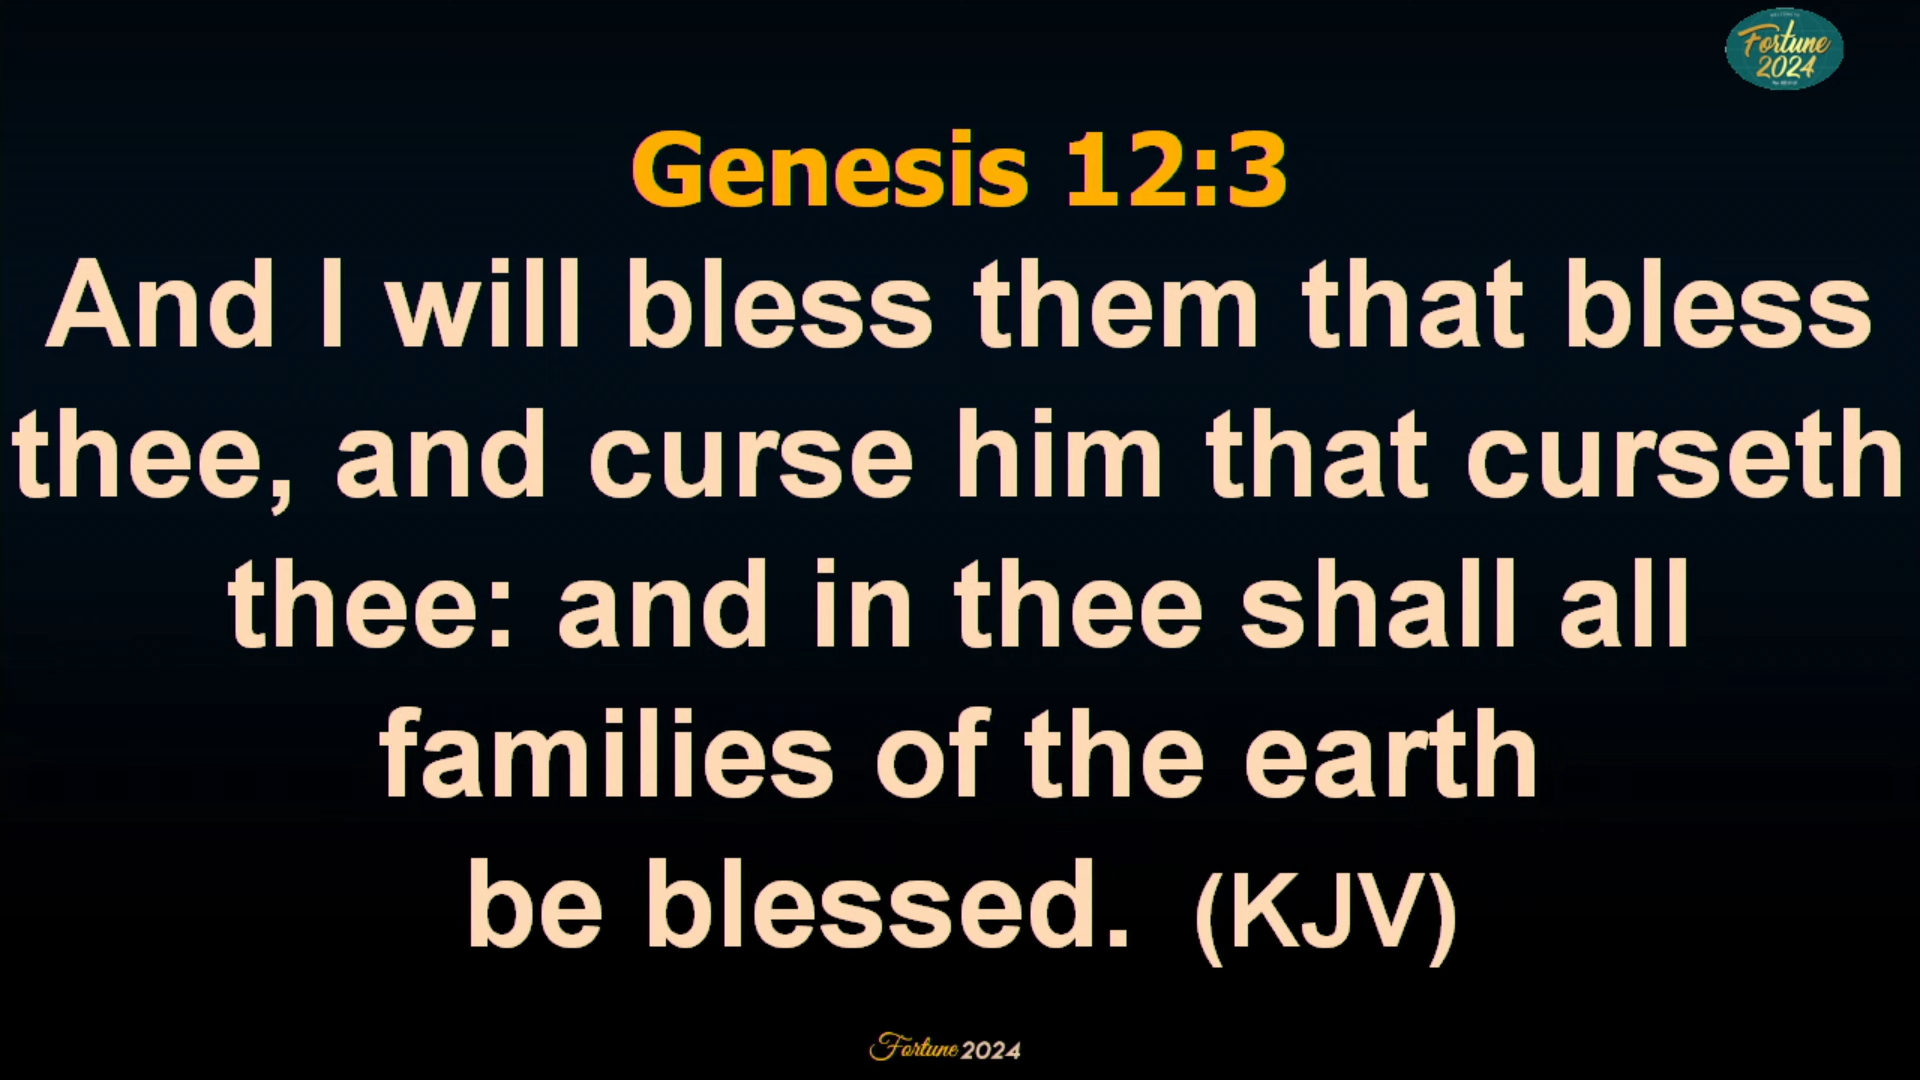 Fortune
2024
Genesis 12:3
And I will bless them that bless
thee, and curse him that curseth
thee: and in thee shall all
families of the earth
be blessed. (KJV)
Fortune 2024